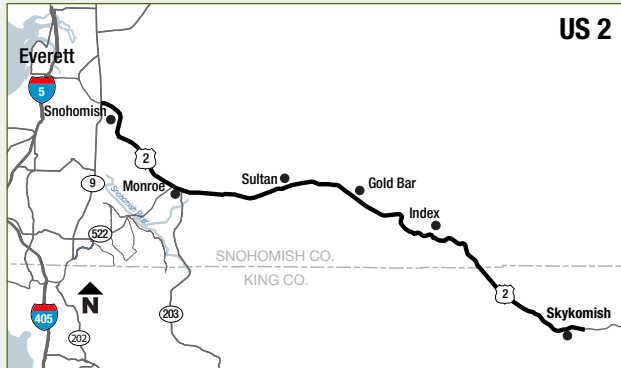 US 2
Everett
5
Snohomish
2
9
Monroe
Sultan
Gold Bar
Snohomish River
Index
522
SNOHOMISH CO.
KING CO.
N
2
405
203
202
Skykomish